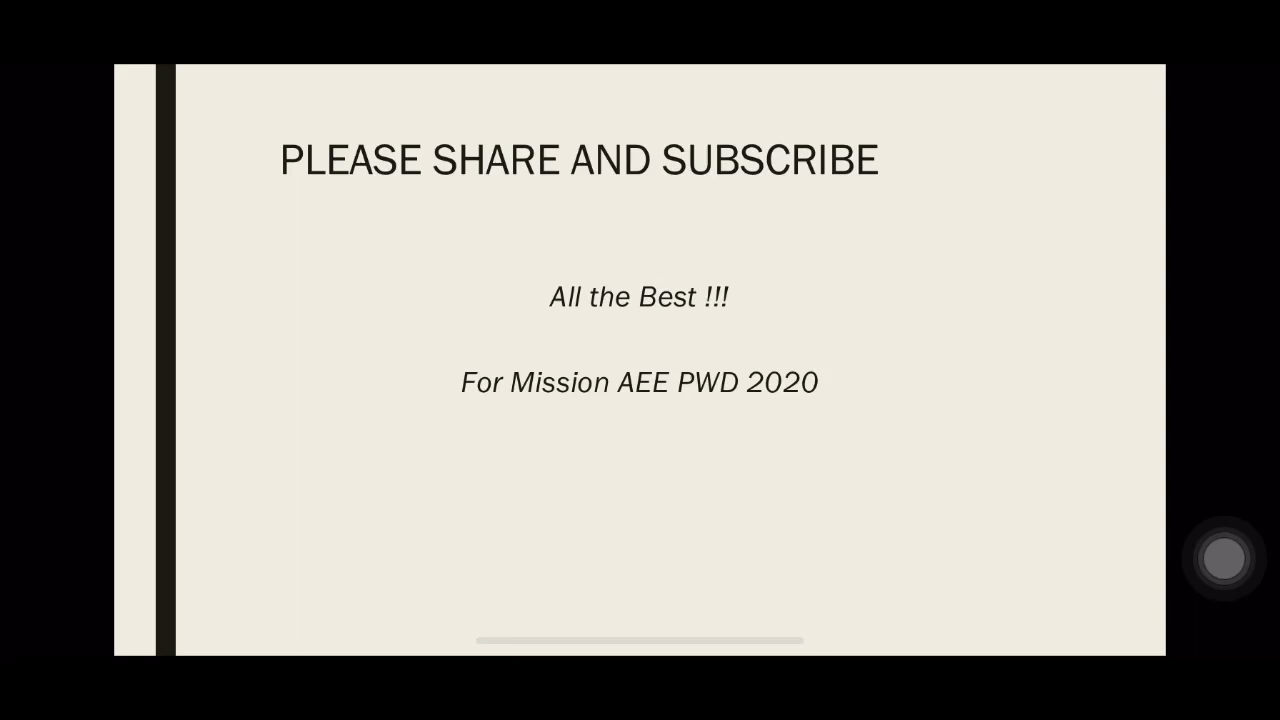 PLEASE SHARE AND SUBSCRIBE
All the Best !!!
For Mission AEE PWD 2020